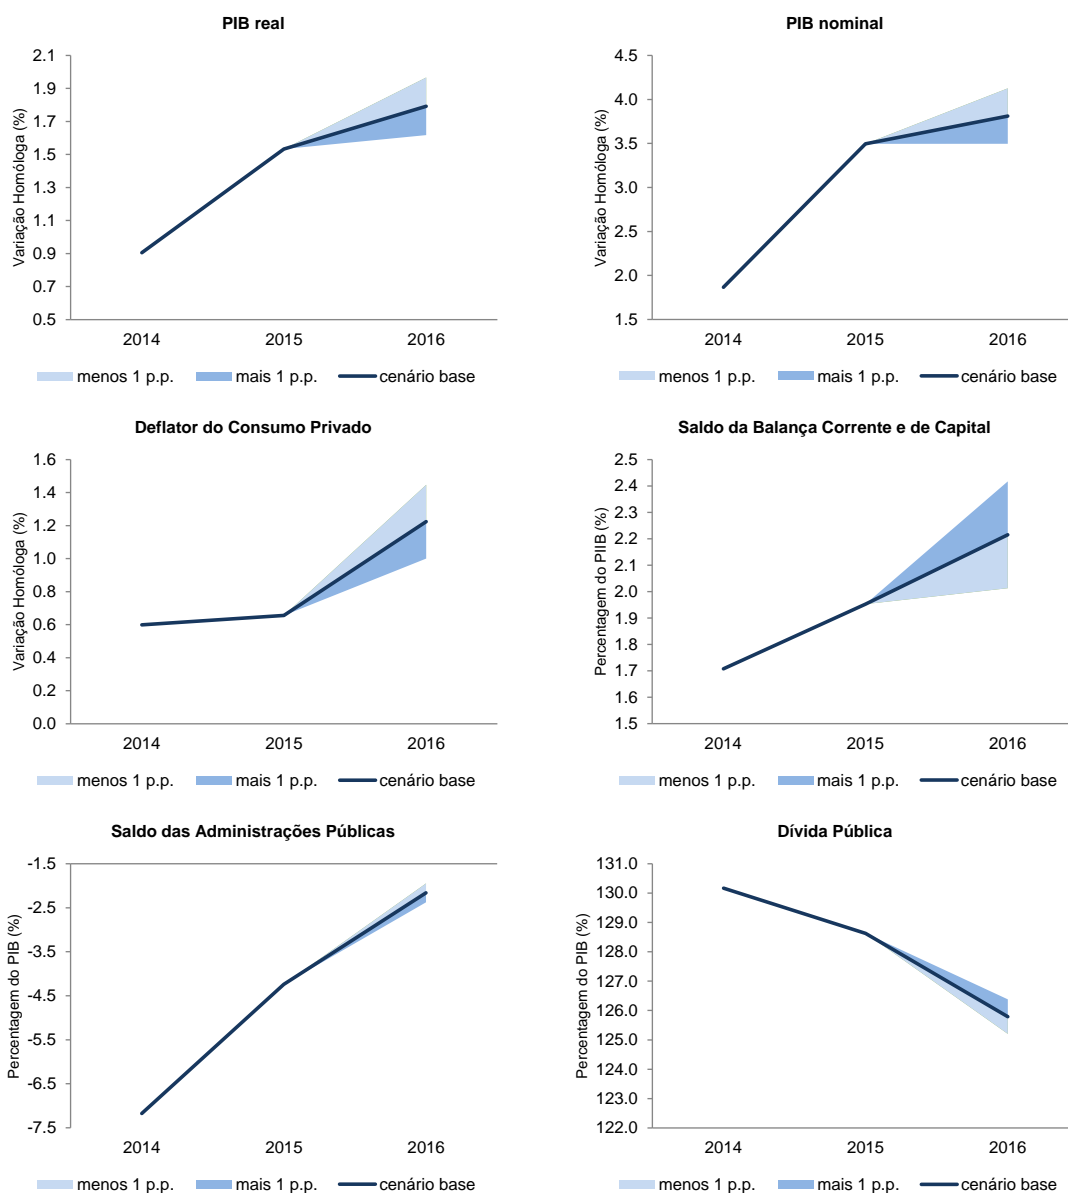 PIB real
Variação Homóloga (%)
2.1
1.9
1.7
1.5
1.3
1.1
0.9
0.7
0.5
2014 2015 2016
menos 1 p.p. mais 1 p.p. cenário base
PIB nominal
Variação Homóloga (%)
4.5
4.0
3.5
3.0
2.5
2.0
1.5
2014 2015 2016
menos 1 p.p. mais 1 p.p. cenário base
Deflator do Consumo Privado
Variação Homóloga (%)
1.6
1.4
1.2
1.0
0.8
0.6
0.4
0.2
0.0
2014 2015 2016
menos 1 p.p. mais 1 p.p. cenário base
Saldo da Balança Corrente e de Capital
Percentagem do PIIB (%)
2.5
2.4
2.3
2.2
2.1
2.0
1.9
1.8
1.7
1.6
1.5
2014 2015 2016
menos 1 p.p. mais 1 p.p. cenário base
Saldo das Administrações Públicas
Percentagem do PIB (%)
-1.5
-2.5
-3.5
-4.5
-5.5
-6.5
-7.5
2014 2015 2016
menos 1 p.p. mais 1 p.p. cenário base
Dívida Pública
Percentagem do PIB (%)
131.0
130.0
129.0
128.0
127.0
126.0
125.0
124.0
123.0
122.0
2014 2015 2016
menos 1 p.p. mais 1 p.p. cenário base